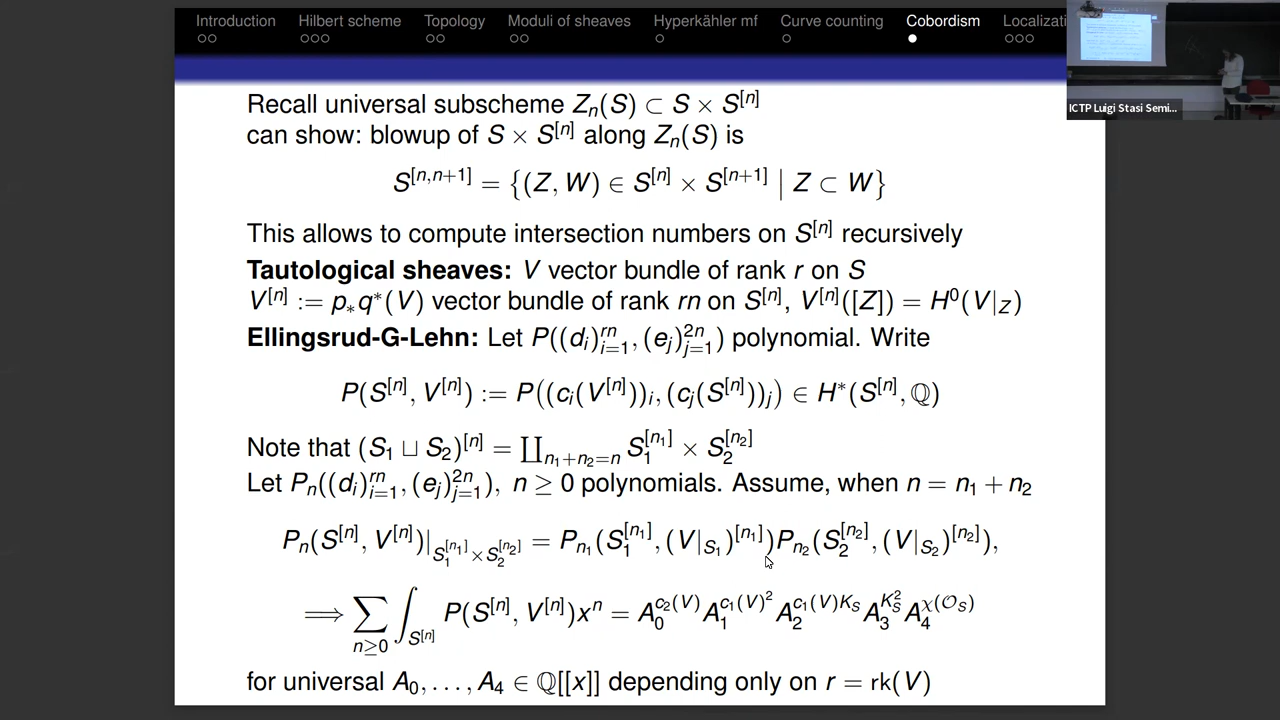 Introduction Hilbert scheme Topology Moduli of sheaves Hyperkähler mf Curve counting Cobordism Localizati
Recall universal subscheme Zₙ(S) ⊂ S × S^[n]
can show: blowup of S × S^[n] along Zₙ(S) is
S^[n,n+1] = {(Z, W) ∈ S^[n] × S^[n+1] | Z ⊂ W}
This allows to compute intersection numbers on S^[n] recursively
Tautological sheaves: V vector bundle of rank r on S
V^[n] := p_*q^*(V) vector bundle of rank rn on S^[n], V^[n]([Z]) = H^0(V|_Z)
Ellingsrud-G-Lehn: Let P((d_i)_{i=1}^{rn}, (e_j)_{j=1}^{2n}) polynomial. Write
P(S^[n], V^[n]) := P((c_i(V^[n]))_i, (c_j(S^[n]))_j) ∈ H^*(S^[n], ℚ)
Note that (S_1 ⊔ S_2)^[n] = ∐_{n_1+n_2=n} S_1^[n_1] × S_2^[n_2]
Let P_n((d_i)_{i=1}^{rn}, (e_j)_{j=1}^{2n}), n ≥ 0 polynomials. Assume, when n = n_1 + n_2
P_n(S^[n], V^[n])|_{S_1^[n_1] × S_2^[n_2]} = P_{n_1}(S_1^[n_1], (V|_{S_1})^[n_1])P_{n_2}(S_2^[n_2], (V|_{S_2})^[n_2]),
⟹ ∑_{n≥0} ∫_{S^[n]} P(S^[n], V^[n])x^n = A_0^{c_2(V)} A_1^{c_1(V)^2} A_2^{c_1(V)K_S} A_3^{K_S^2} A_4^{χ(𝒪_S)}
for universal A_0, . . . , A_4 ∈ ℚ[[x]] depending only on r = rk(V)
ICTP Luigi Stasi Semi...